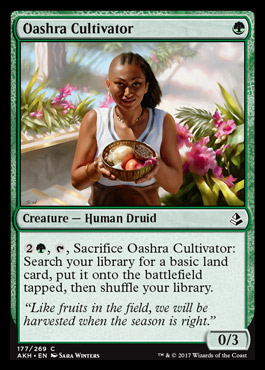 Oashra Cultivator
Creature — Human Druid
2, , Sacrifice Oashra Cultivator:
Search your library for a basic land
card, put it onto the battlefield
tapped, then shuffle your library.
“Like fruits in the field, we will be
harvested when the season is right.”
0/3
177/269 C
AKH • EN Sara Winters
™ & © 2017 Wizards of the Coast